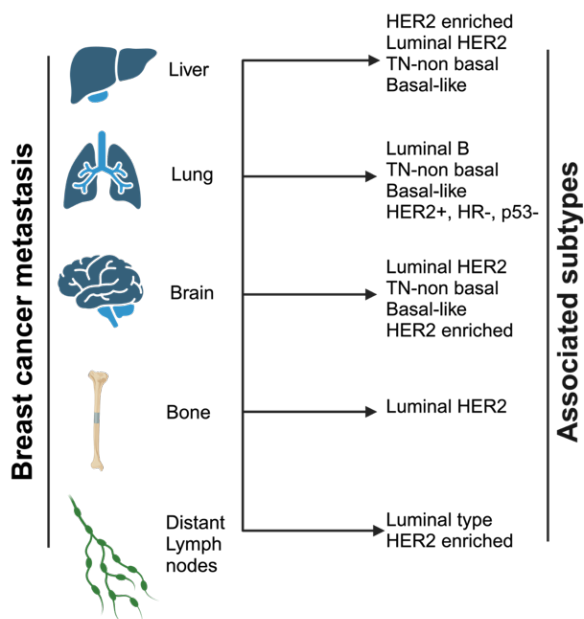 Breast cancer metastasis
Liver
HER2 enriched
Luminal HER2
TN-non basal
Basal-like
Lung
Luminal B
TN-non basal
Basal-like
HER2+, HR-, p53-
Brain
Luminal HER2
TN-non basal
Basal-like
HER2 enriched
Bone
Luminal HER2
Distant
Lymph
nodes
Luminal type
HER2 enriched
Associated subtypes